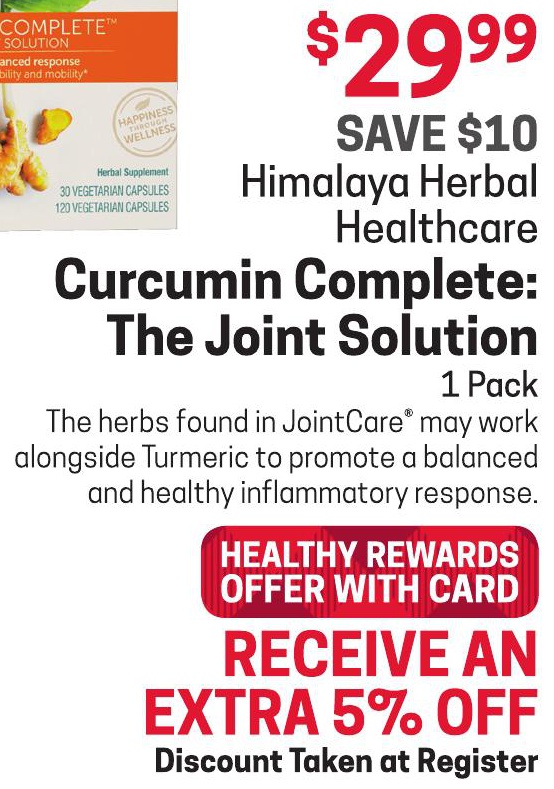 COMPLETE™
SOLUTION
anced response
bility and mobility*
HAPPINESS
THROUGH
WELLNESS
Herbal Supplement
30 VEGETARIAN CAPSULES
120 VEGETARIAN CAPSULES
$29.99
SAVE $10
Himalaya Herbal
Healthcare
Curcumin Complete:
The Joint Solution
1 Pack
The herbs found in JointCare® may work
alongside Turmeric to promote a balanced
and healthy inflammatory response.
HEALTHY REWARDS
OFFER WITH CARD
RECEIVE AN
EXTRA 5% OFF
Discount Taken at Register